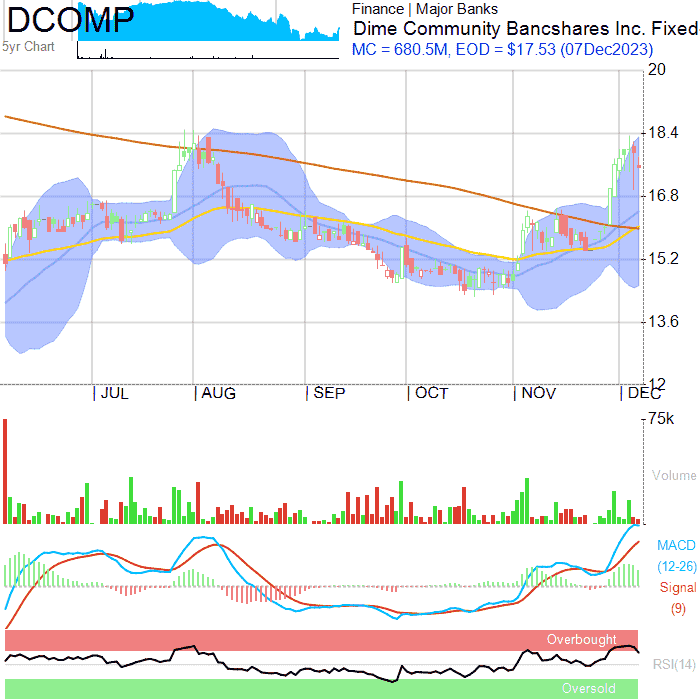 DCOMP
5yr Chart
Finance | Major Banks
Dime Community Bancshares Inc. Fixed
MC = 680.5M, EOD = $17.53 (07Dec2023)
20
18.4
16.8
15.2
13.6
12
JUL
AUG
SEP
OCT
NOV
DEC
75k
Volume
MACD
(12-26)
Signal
(9)
Overbought
RSI(14)
Oversold